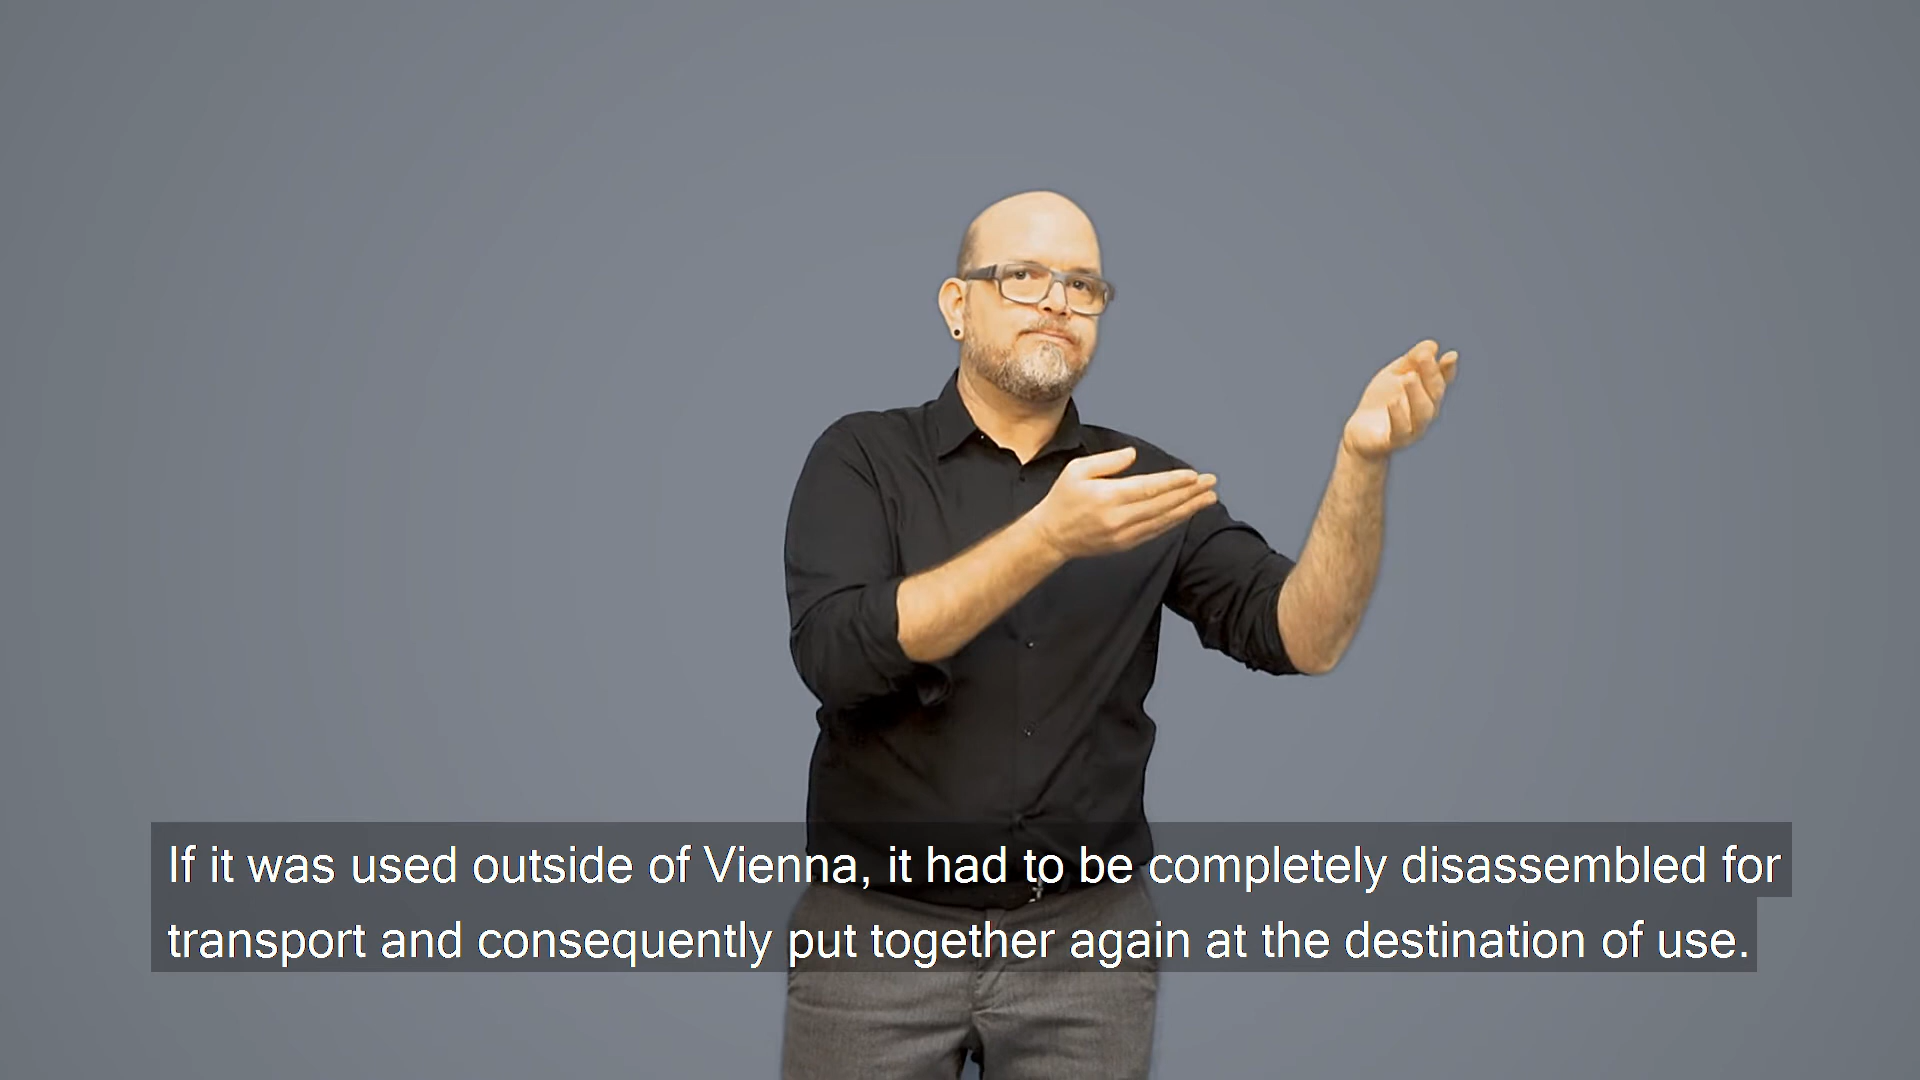 If it was used outside of Vienna, it had to be completely disassembled for
transport and consequently put together again at the destination of use.